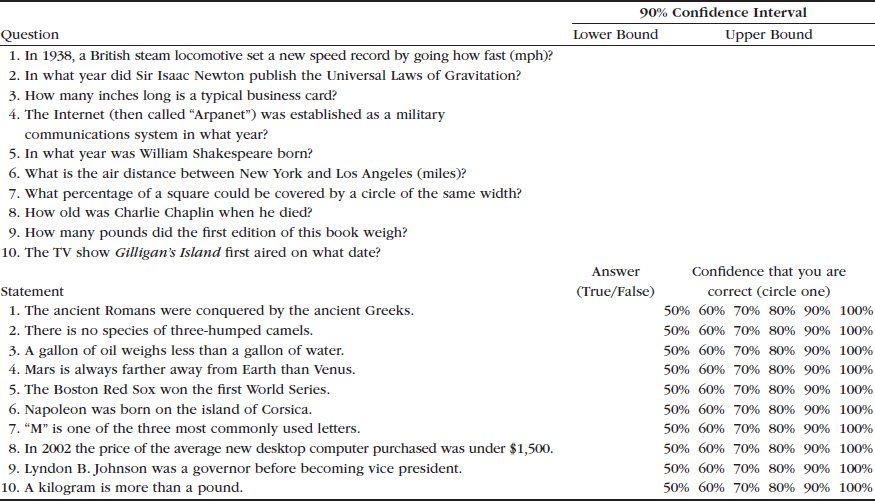 90% Confidence Interval
Question Lower Bound Upper Bound
1. In 1938, a British steam locomotive set a new speed record by going how fast (mph)?
2. In what year did Sir Isaac Newton publish the Universal Laws of Gravitation?
3. How many inches long is a typical business card?
4. The Internet (then called “Arpanet”) was established as a military
communications system in what year?
5. In what year was William Shakespeare born?
6. What is the air distance between New York and Los Angeles (miles)?
7. What percentage of a square could be covered by a circle of the same width?
8. How old was Charlie Chaplin when he died?
9. How many pounds did the first edition of this book weigh?
10. The TV show Gilligan’s Island first aired on what date?
Answer Confidence that you are
Statement (True/False) correct (circle one)
1. The ancient Romans were conquered by the ancient Greeks. 50% 60% 70% 80% 90% 100%
2. There is no species of three-humped camels. 50% 60% 70% 80% 90% 100%
3. A gallon of oil weighs less than a gallon of water. 50% 60% 70% 80% 90% 100%
4. Mars is always farther away from Earth than Venus. 50% 60% 70% 80% 90% 100%
5. The Boston Red Sox won the first World Series. 50% 60% 70% 80% 90% 100%
6. Napoleon was born on the island of Corsica. 50% 60% 70% 80% 90% 100%
7. “M” is one of the three most commonly used letters. 50% 60% 70% 80% 90% 100%
8. In 2002 the price of the average new desktop computer purchased was under $1,500. 50% 60% 70% 80% 90% 100%
9. Lyndon B. Johnson was a governor before becoming vice president. 50% 60% 70% 80% 90% 100%
10. A kilogram is more than a pound. 50% 60% 70% 80% 90% 100%